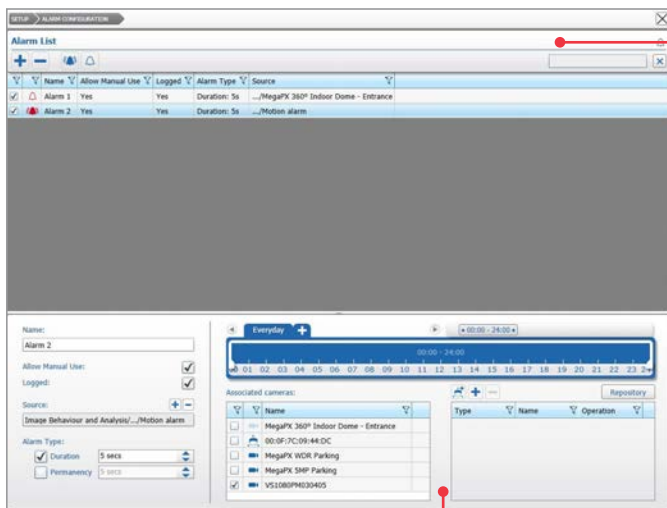 SETUP ALARM CONFIGURATION
Alarm List
Name Allow Manual Use Logged Alarm Type Source
Alarm 1 Yes Yes Duration: 5s .../MegaPX 360° Indoor Dome - Entrance
Alarm 2 Yes Yes Duration: 5s .../Motion alarm
Name:
Alarm 2
Allow Manual Use:
Logged:
Source:
Image Behaviour and Analysis/.../Motion alarm
Alarm Type:
Duration 5 secs
Permanency 5 secs
Everyday
00:00 - 24:00
00:00 - 24:00
01 02 03 04 05 06 07 08 09 10 11 12 13 14 15 16 17 18 19 20 21 22 23
Associated cameras:
Name
MegaPX 360° Indoor Dome - Entrance
00:0F:7C:09:44:DC
MegaPX WDR Parking
MegaPX 5MP Parking
VS1080PM030405
Repository
Type Name Operation